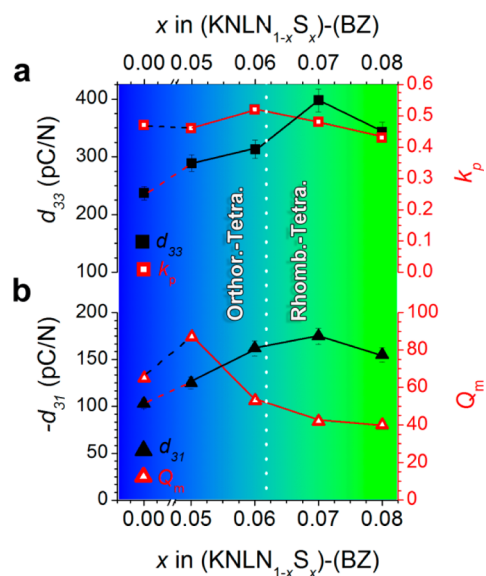 x in (KNLN1-xSx)-(BZ)
0.00 0.05 0.06 0.07 0.08
a
400
300
200
100
d33 (pC/N)
0.6
0.5
0.4
0.3
0.2
0.1
0.0
kp
d33
kp
Orthor.-Tetra.
Rhomb.-Tetra.
b
200
150
100
50
0
-d31 (pC/N)
100
80
60
40
20
0
Qm
d31
Qm
0.00 0.05 0.06 0.07 0.08
x in (KNLN1-xSx)-(BZ)